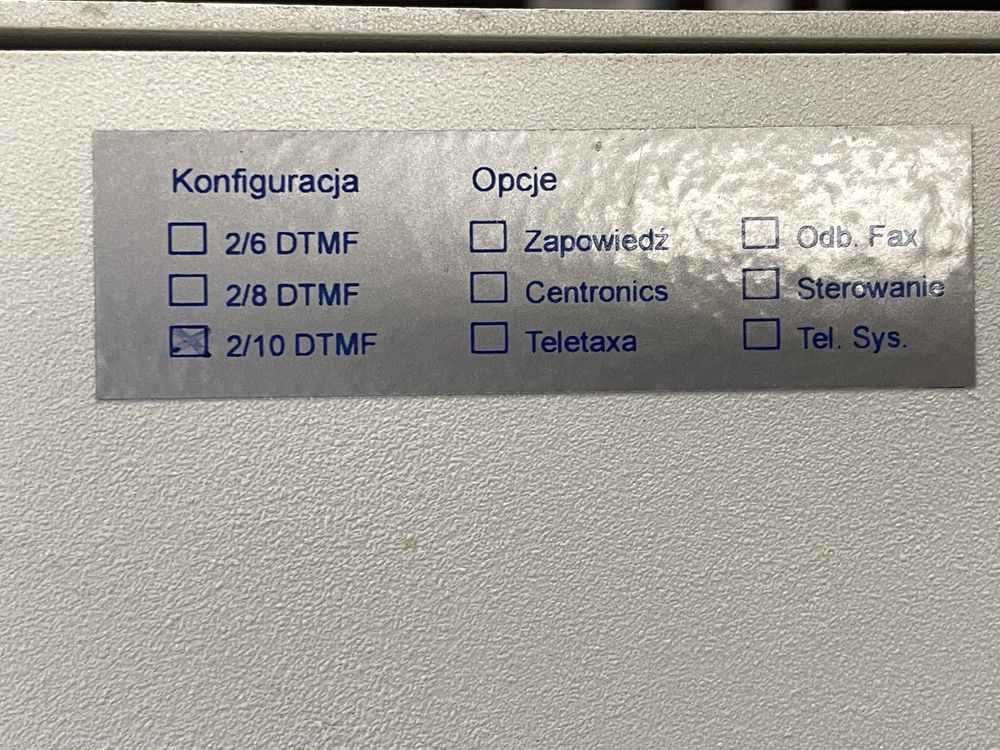 Konfiguracja
2/6 DTMF
2/8 DTMF
2/10 DTMF
Opcje
Zapowiedź
Centronics
Teletaxa
Odb. Fax
Sterowanie
Tel. Sys.